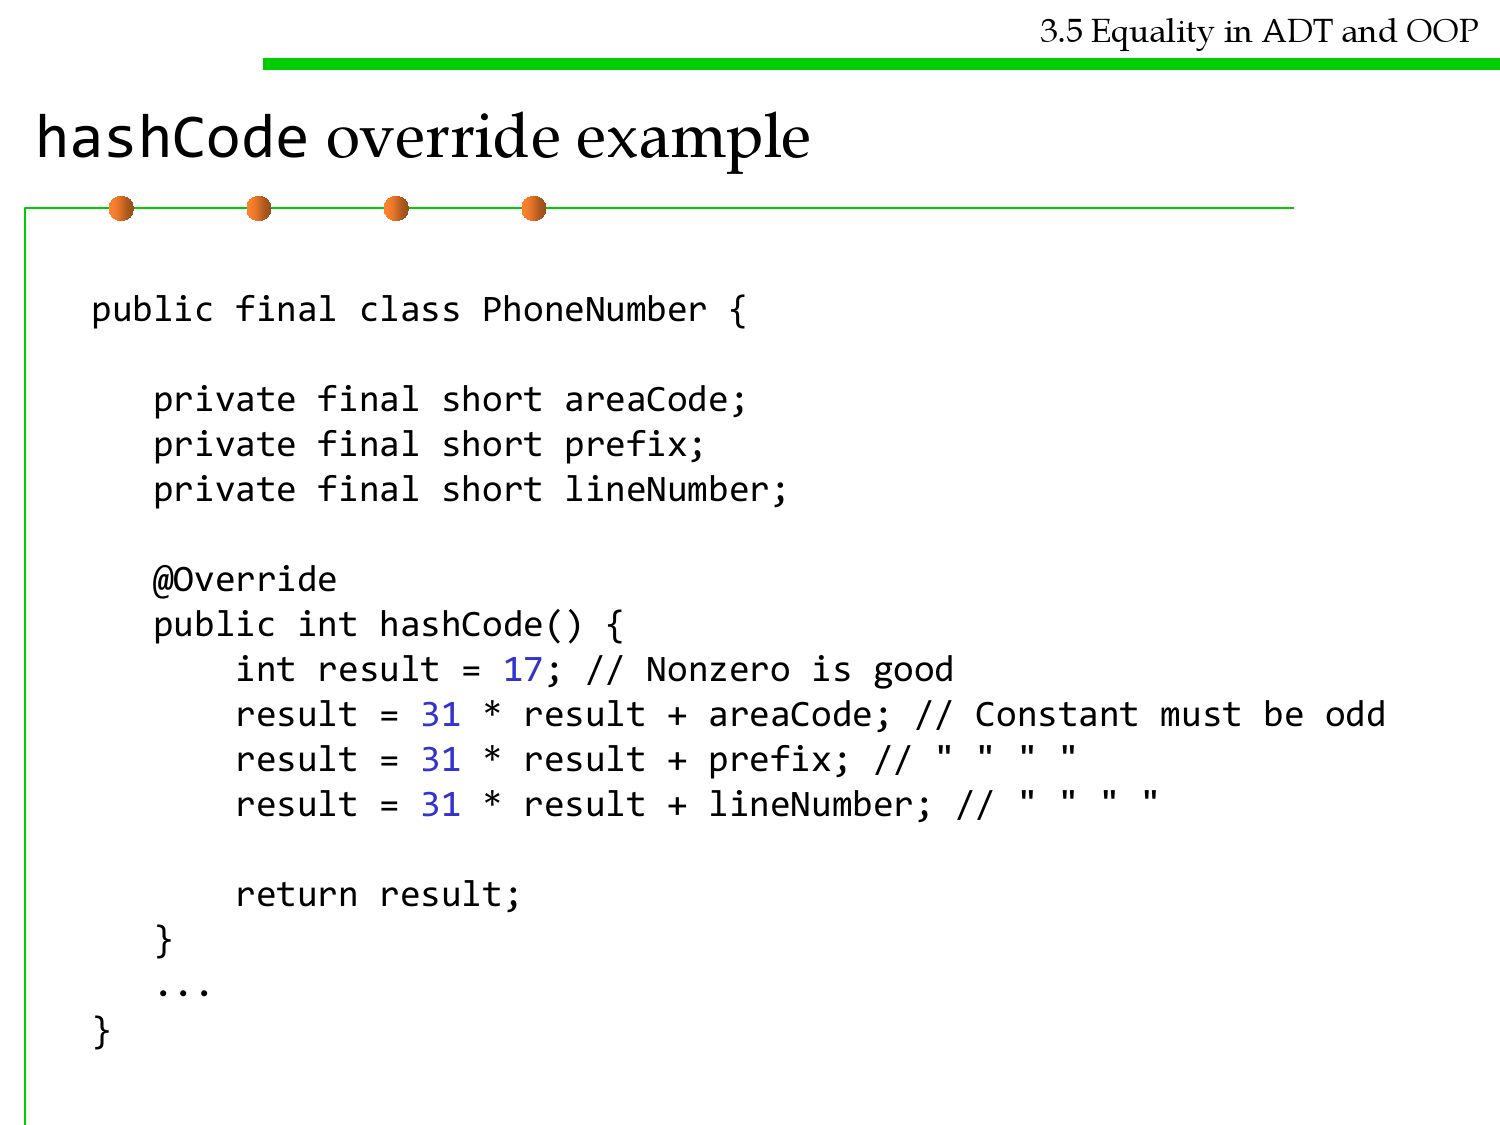 3.5 Equality in ADT and OOP
hashCode override example
public final class PhoneNumber {
private final short areaCode;
private final short prefix;
private final short lineNumber;
@Override
public int hashCode() {
int result = 17; // Nonzero is good
result = 31 * result + areaCode; // Constant must be odd
result = 31 * result + prefix; // " " " "
result = 31 * result + lineNumber; // " " " "
return result;
}
...
}